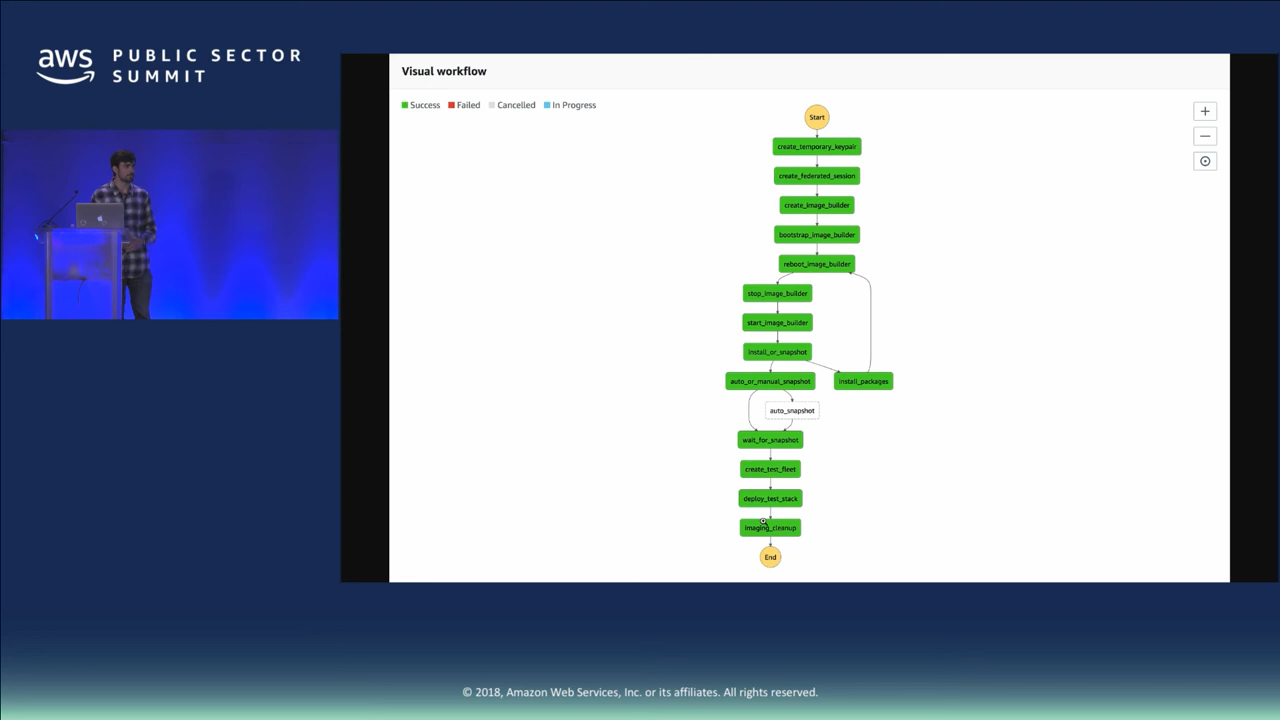 aws
PUBLIC SECTOR
SUMMIT
Visual workflow
Success
Failed
Cancelled
In Progress
Start
create_temporary_keypair
create_federated_session
create_image_builder
bootstrap_image_builder
reboot_image_builder
stop_image_builder
start_image_builder
install_or_snapshot
auto_or_manual_snapshot
install_packages
auto_snapshot
wait_for_snapshot
create_test_fleet
deploy_test_stack
imaging_cleanup
End
© 2018, Amazon Web Services, Inc. or its affiliates. All rights reserved.